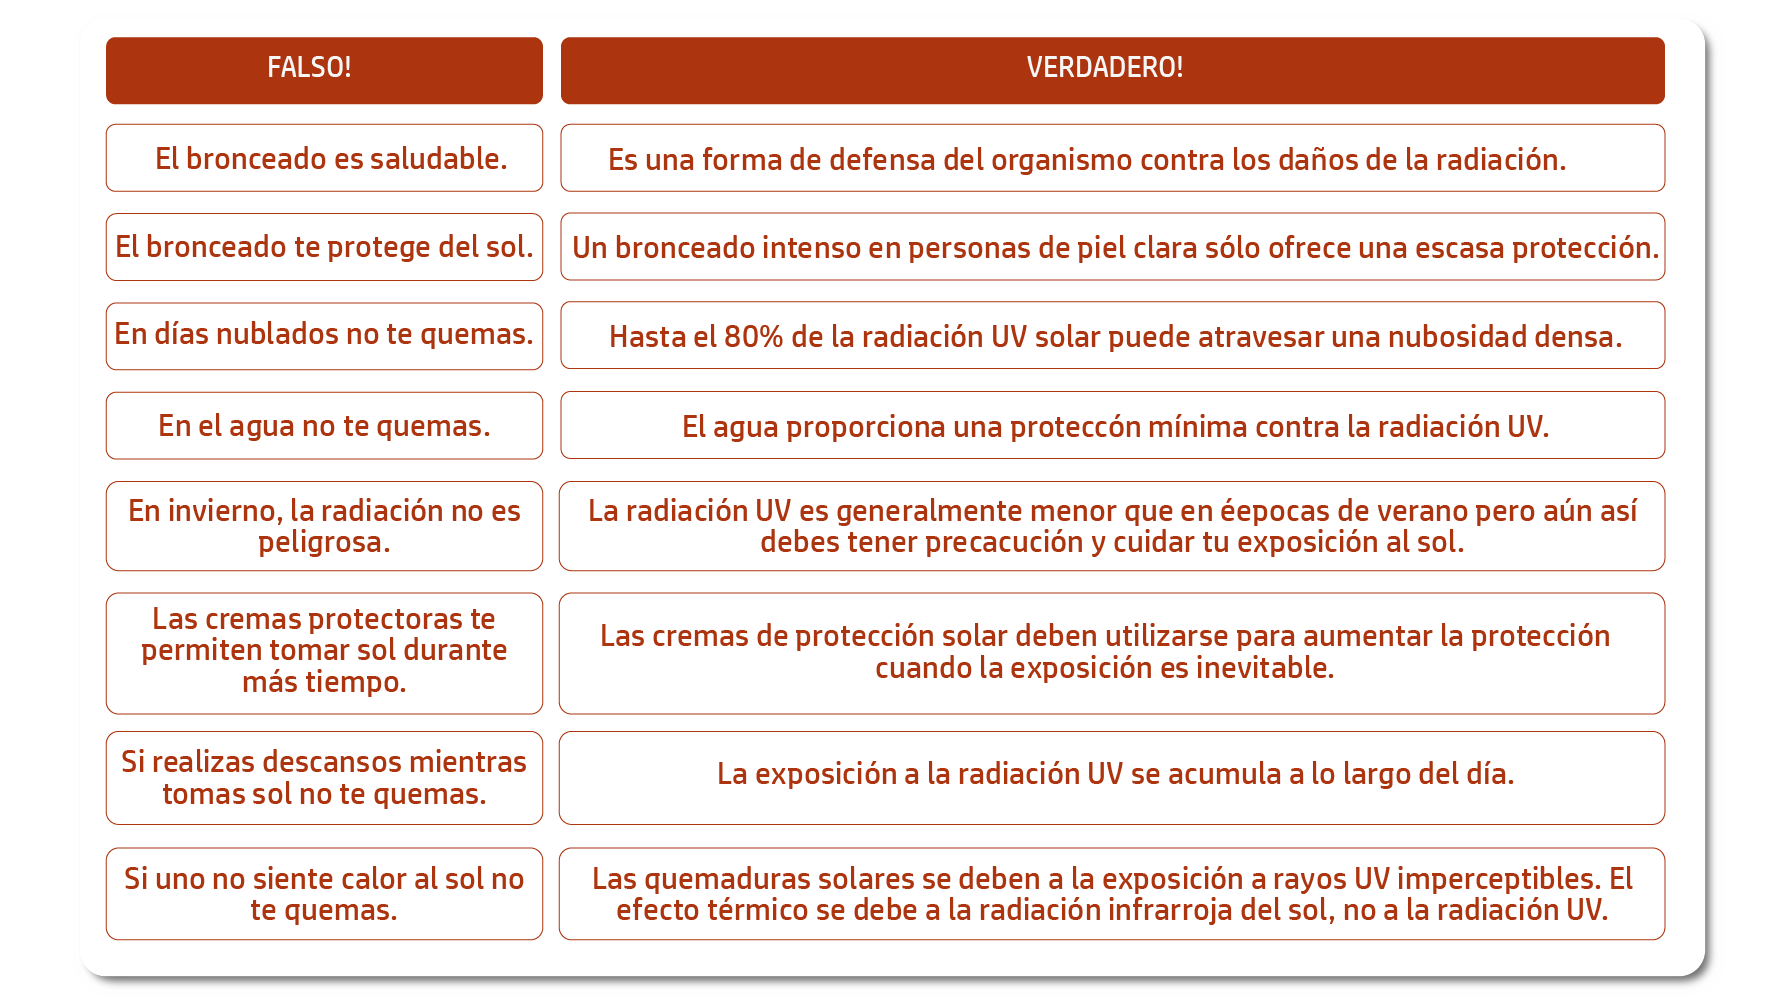 FALSO!
VERDADERO!
El bronceado es saludable.
Es una forma de defensa del organismo contra los daños de la radiación.
El bronceado te protege del sol.
Un bronceado intenso en personas de piel clara sólo ofrece una escasa protección.
En días nublados no te quemas.
Hasta el 80% de la radiación UV solar puede atravesar una nubosidad densa.
En el agua no te quemas.
El agua proporciona una proteccón mínima contra la radiación UV.
En invierno, la radiación no es
peligrosa.
La radiación UV es generalmente menor que en éepocas de verano pero aún así
debes tener precacución y cuidar tu exposición al sol.
Las cremas protectoras te
permiten tomar sol durante
más tiempo.
Las cremas de protección solar deben utilizarse para aumentar la protección
cuando la exposición es inevitable.
Si realizas descansos mientras
tomas sol no te quemas.
La exposición a la radiación UV se acumula a lo largo del día.
Si uno no siente calor al sol no
te quemas.
Las quemaduras solares se deben a la exposición a rayos UV imperceptibles. El
efecto térmico se debe a la radiación infrarroja del sol, no a la radiación UV.